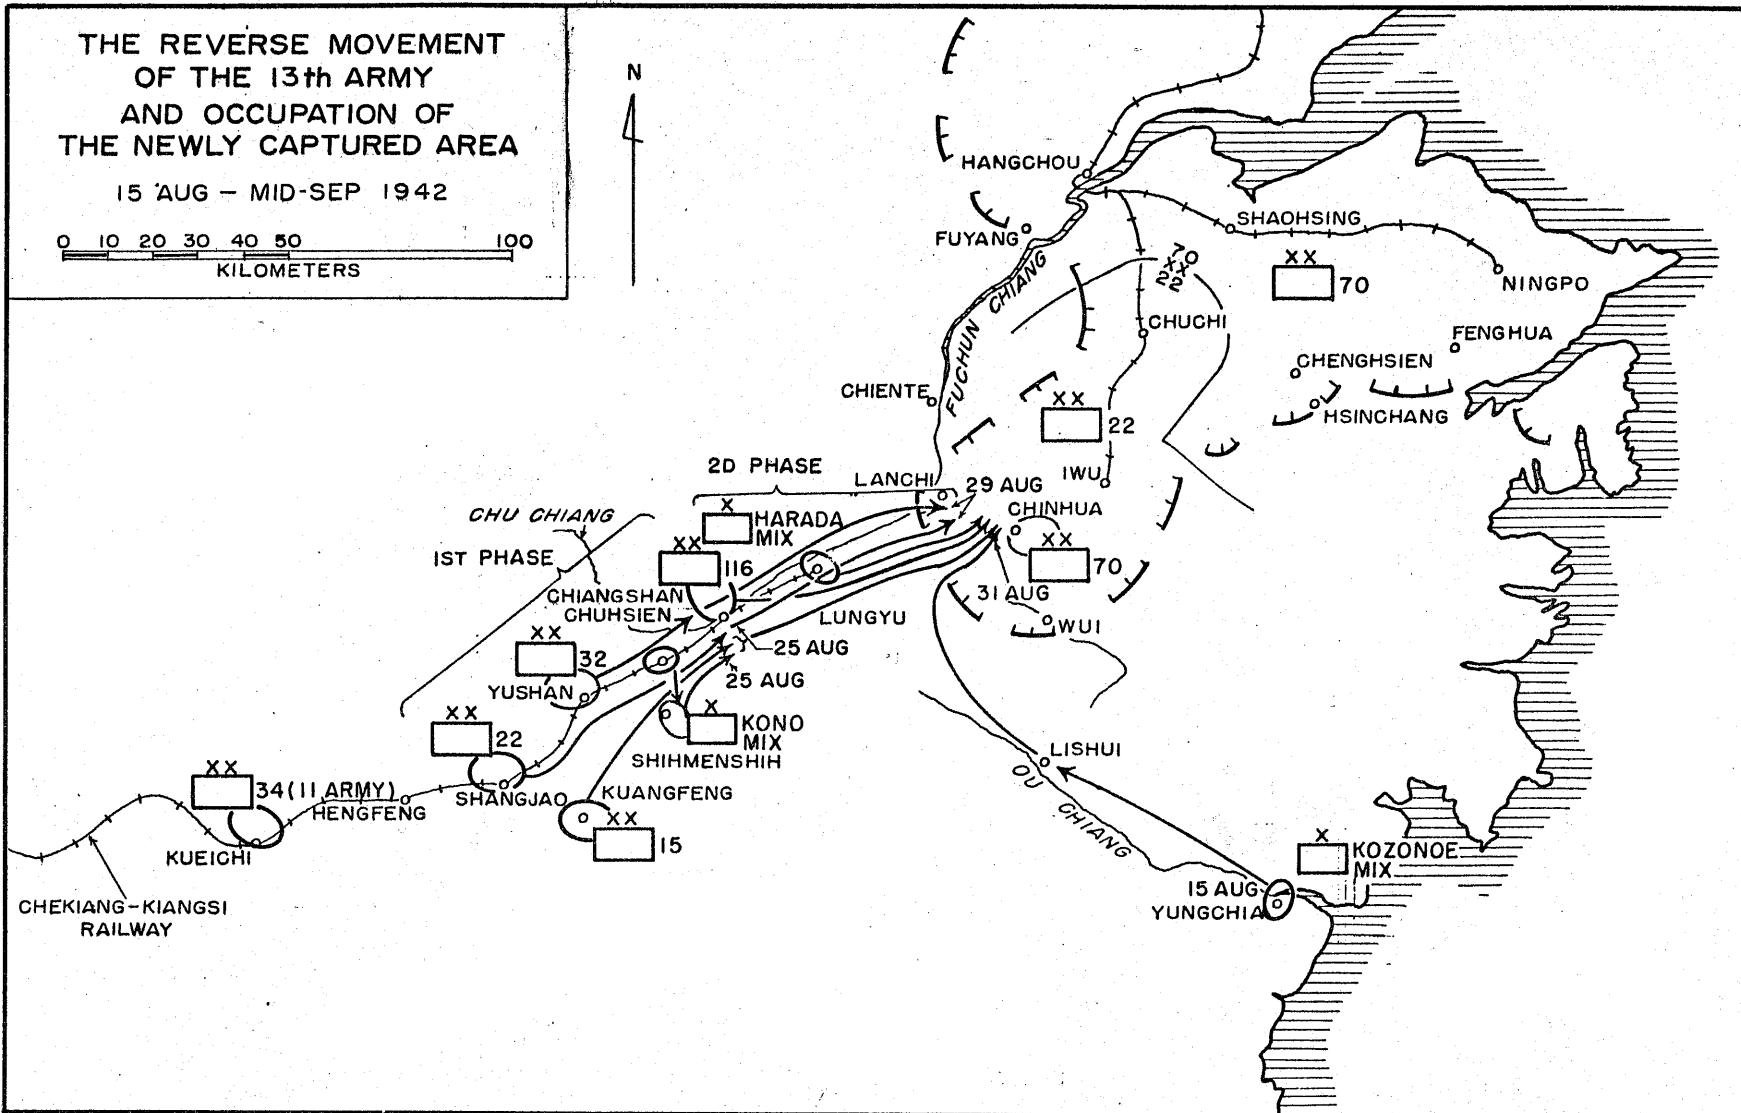 THE REVERSE MOVEMENT
OF THE 13th ARMY
AND OCCUPATION OF
THE NEWLY CAPTURED AREA
15 AUG – MID-SEP 1942
0 10 20 30 40 50 100
KILOMETERS
N
HANGCHOU
SHAOHSING
FUYANG
XX
70
NINGPO
70
XX
22
FUCHUN CHIANG
CHUCHI
FENGHUA
CHENGHSIEN
HSINCHANG
CHIENTE
XX
22
IWU
2D PHASE
LANCHI
29 AUG
CHINHUA
CHU CHIANG
X
HARADA
MIX
1ST PHASE
XX
116
XX
70
CHIANGSHAN
CHUHSIEN
LUNGYU
31 AUG
WUI
25 AUG
XX
32
25 AUG
YUSHAN
X
KONO
MIX
SHIHMENSHIH
XX
22
LISHUI
OU CHIANG
XX
34 (11 ARMY)
HENGFENG
SHANGJAO
KUANGFENG
XX
15
KUEICHI
X
KOZONOE
MIX
15 AUG
YUNGCHIA
CHEKIANG-KIANGSI
RAILWAY